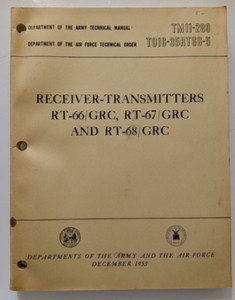 DEPARTMENT OF THE ARMY TECHNICAL MANUAL
TM11-289
DEPARTMENT OF THE AIR FORCE TECHNICAL ORDER
RECEIVER-TRANSMITTERS
RT-66/GRC, RT-67/GRC
AND RT-68/GRC
DEPARTMENTS OF THE ARMY AND THE AIR FORCE
DECEMBER 1953